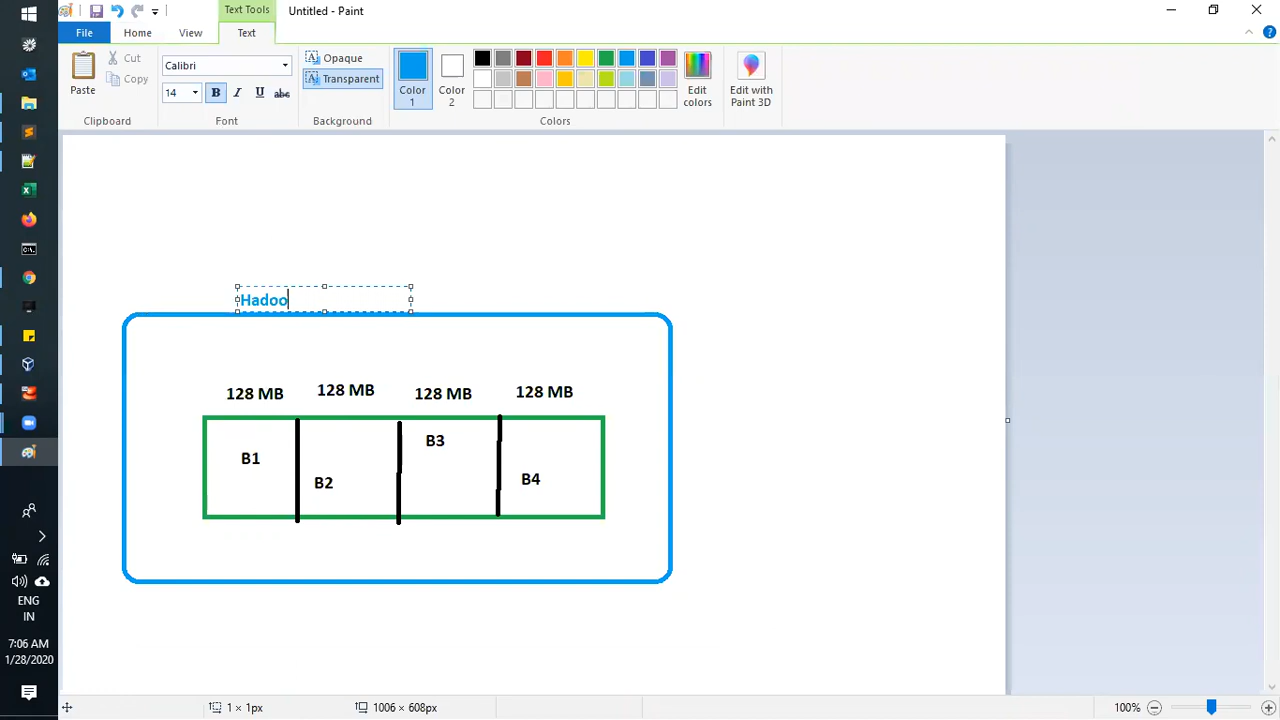 Text Tools
Untitled - Paint
File
Home
View
Text
Paste
Cut
Copy
Clipboard
Calibri
14
B I U abc
Font
Opaque
Transparent
Background
Color 1
Color 2
Edit colors
Colors
Edit with Paint 3D
Hadoo
128 MB 128 MB 128 MB 128 MB
B1 B2 B3 B4
ENG
IN
7:06 AM
1/28/2020
1 × 1px
1006 × 608px
100%